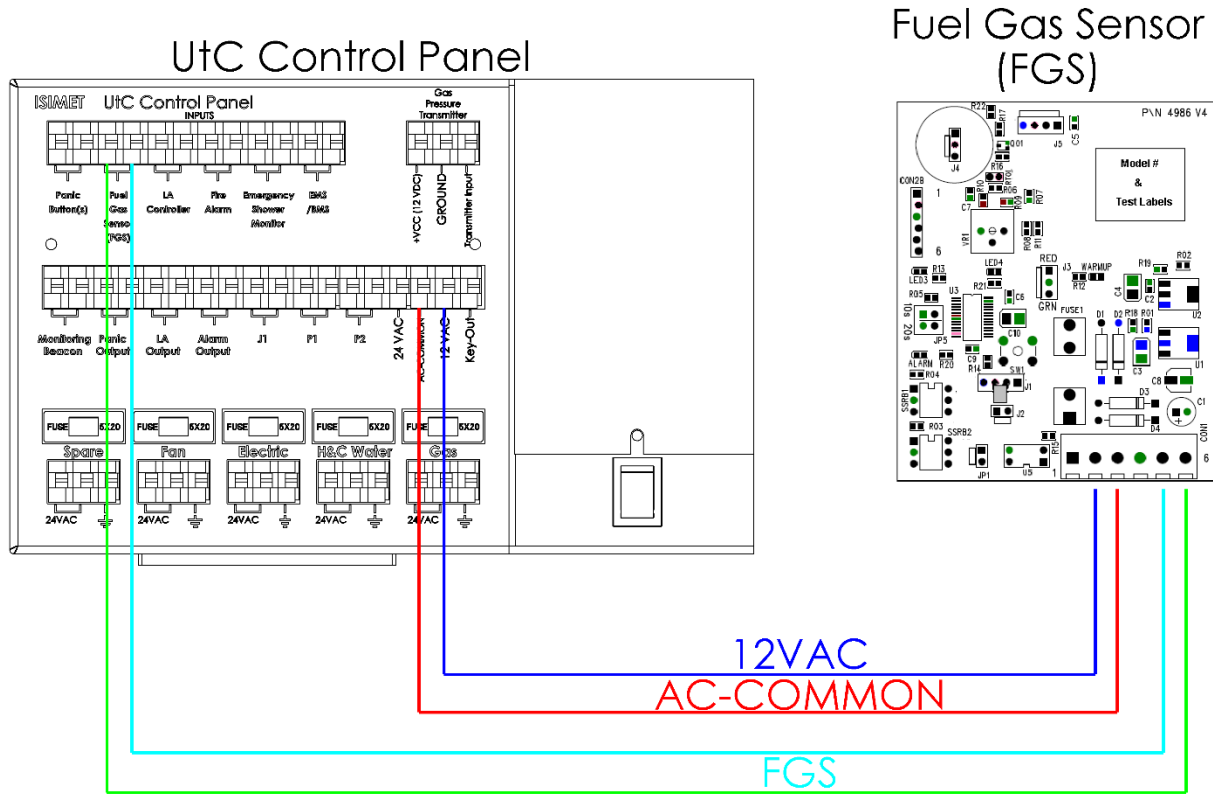 UtC Control Panel
Fuel Gas Sensor
(FGS)
ISIMET UtC Control Panel
INPUTS
Gas
Pressure
Transmitter
Panic
Button(s)
Fuel
Gas
Sensor
(FGS)
LA
Controller
Fire
Alarm
Emergency
Shower
Monitor
EMS
/BMS
+VCC (12 VDC)
GROUND
Transmitter Input
Monitoring
Beacon
Panic
Output
LA
Output
Alarm
Output
J1
P1
P2
24 VAC
AC-COMMON
12 VAC
Key-Out
FUSE 5X20
FUSE 5X20
FUSE 5X20
FUSE 5X20
FUSE 5X20
Spare
Fan
Electric
H&C Water
Gas
24VAC
24VAC
24VAC
24VAC
24VAC
P\N 4986 V4
Model #
&
Test Labels
R22
R17
J5
C5
J4
R16
CON2B
1
6
R10
R06
R09
R07
C7
VR1
R08
R11
LED4
LED3
R13
R21
RED
J3
GRN
WARMUP
R12
R19
R02
C4
C2
U2
R05
U3
C6
10s
20s
JP5
C10
FUSE1
D1
D2
R18
R01
C3
U1
ALARM
R20
C9
R14
SW1
J1
J2
C8
R04
SSRB1
D3
D4
C1
+
R03
SSRB2
JP1
U5
R15
CON1
1
6
12VAC
AC-COMMON
FGS